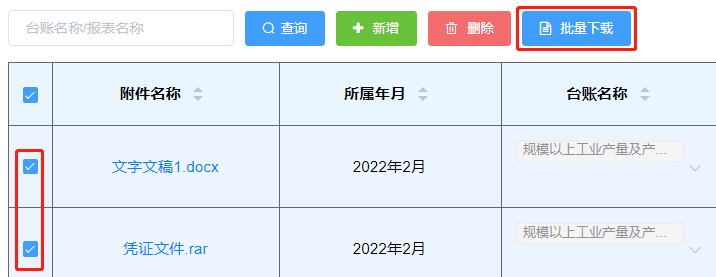 台账名称/报表名称 查询 新增 删除 批量下载
附件名称 所属年月 台账名称
文字文稿1.docx 2022年2月 规模以上工业产量及产...
凭证文件.rar 2022年2月 规模以上工业产量及产...